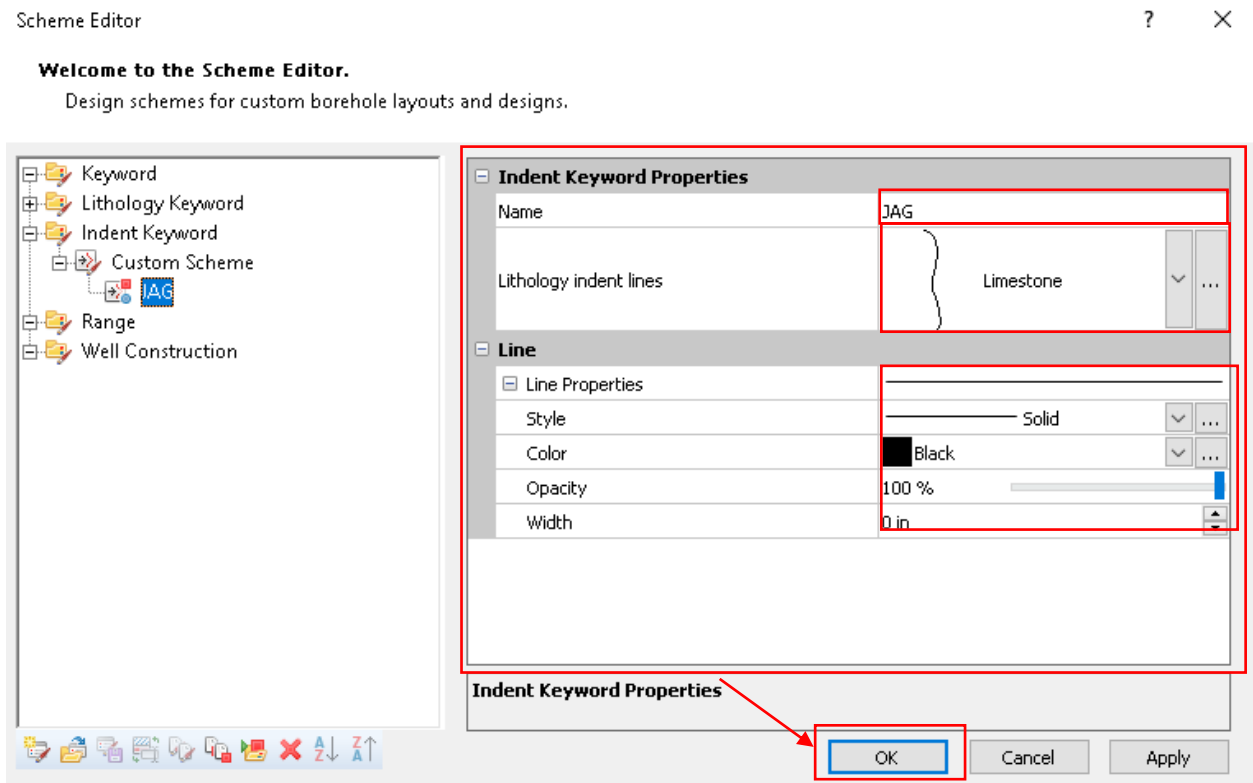 Scheme Editor
?
Welcome to the Scheme Editor.
Design schemes for custom borehole layouts and designs.
Keyword
Lithology Keyword
Indent Keyword
Custom Scheme
JAG
Range
Well Construction
Indent Keyword Properties
Name JAG
Lithology indent lines Limestone ...
Line
Line Properties
Style Solid ...
Color Black ...
Opacity 100 %
Width 0 in
Indent Keyword Properties
A Z Z A
OK Cancel Apply